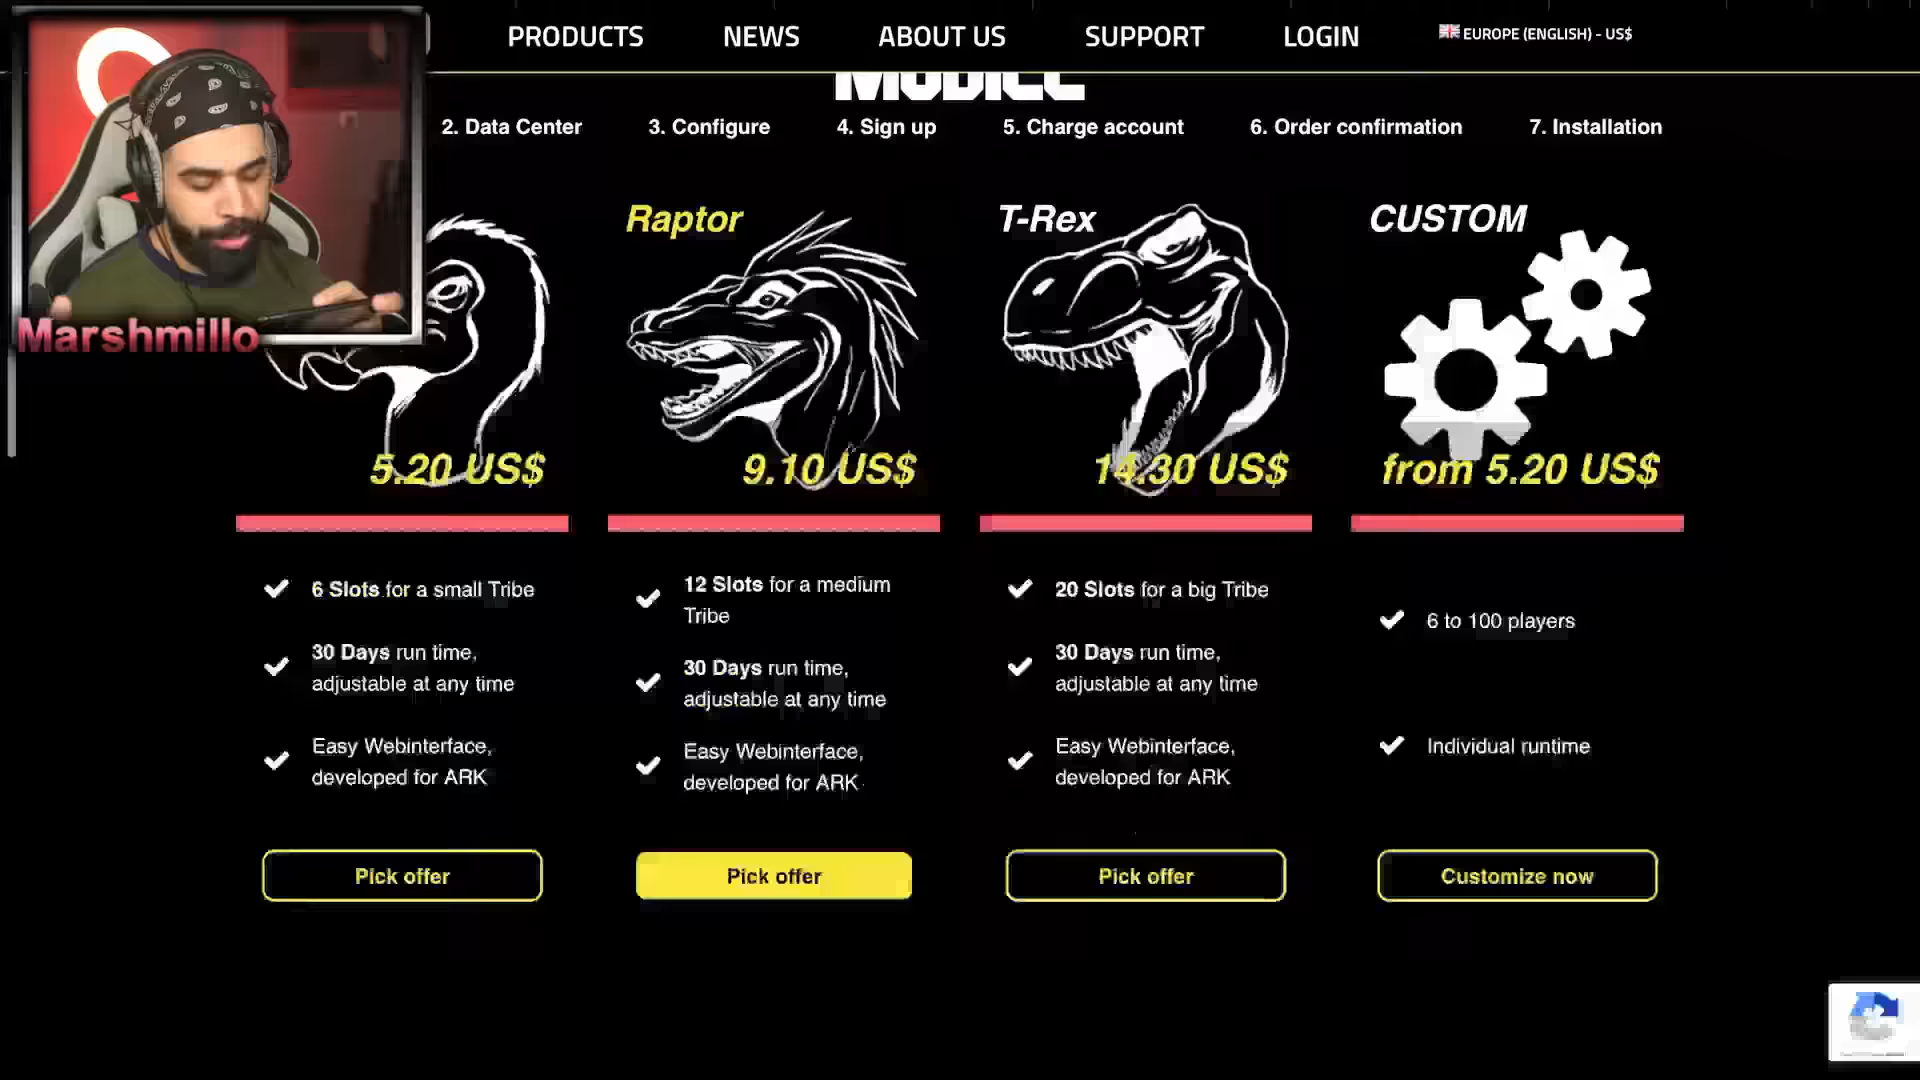 PRODUCTS NEWS ABOUT US SUPPORT LOGIN EUROPE (ENGLISH) - US$
MOBILE
2. Data Center 3. Configure 4. Sign up 5. Charge account 6. Order confirmation 7. Installation
Marshmillo
Raptor
T-Rex
CUSTOM
5.20 US$
9.10 US$
14.30 US$
from 5.20 US$
6 Slots for a small Tribe
30 Days run time,
adjustable at any time
Easy Webinterface,
developed for ARK
Pick offer
12 Slots for a medium
Tribe
30 Days run time,
adjustable at any time
Easy Webinterface,
developed for ARK
Pick offer
20 Slots for a big Tribe
30 Days run time,
adjustable at any time
Easy Webinterface,
developed for ARK
Pick offer
6 to 100 players
Individual runtime
Customize now